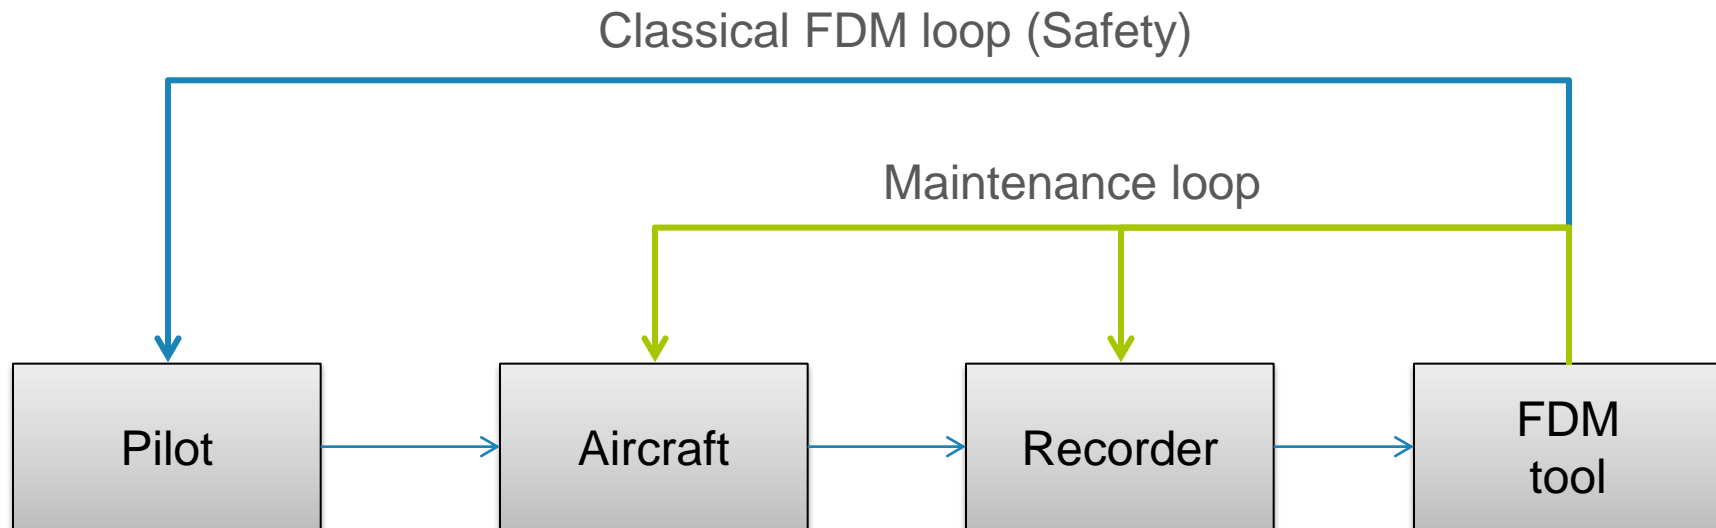 Classical FDM loop (Safety)
Maintenance loop
Pilot
Aircraft
Recorder
FDM
tool